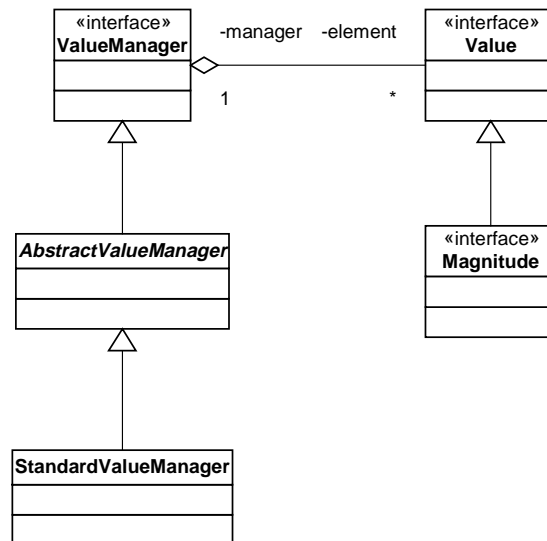 «interface»
ValueManager
-manager -element
1 *
«interface»
Value
AbstractValueManager
«interface»
Magnitude
StandardValueManager